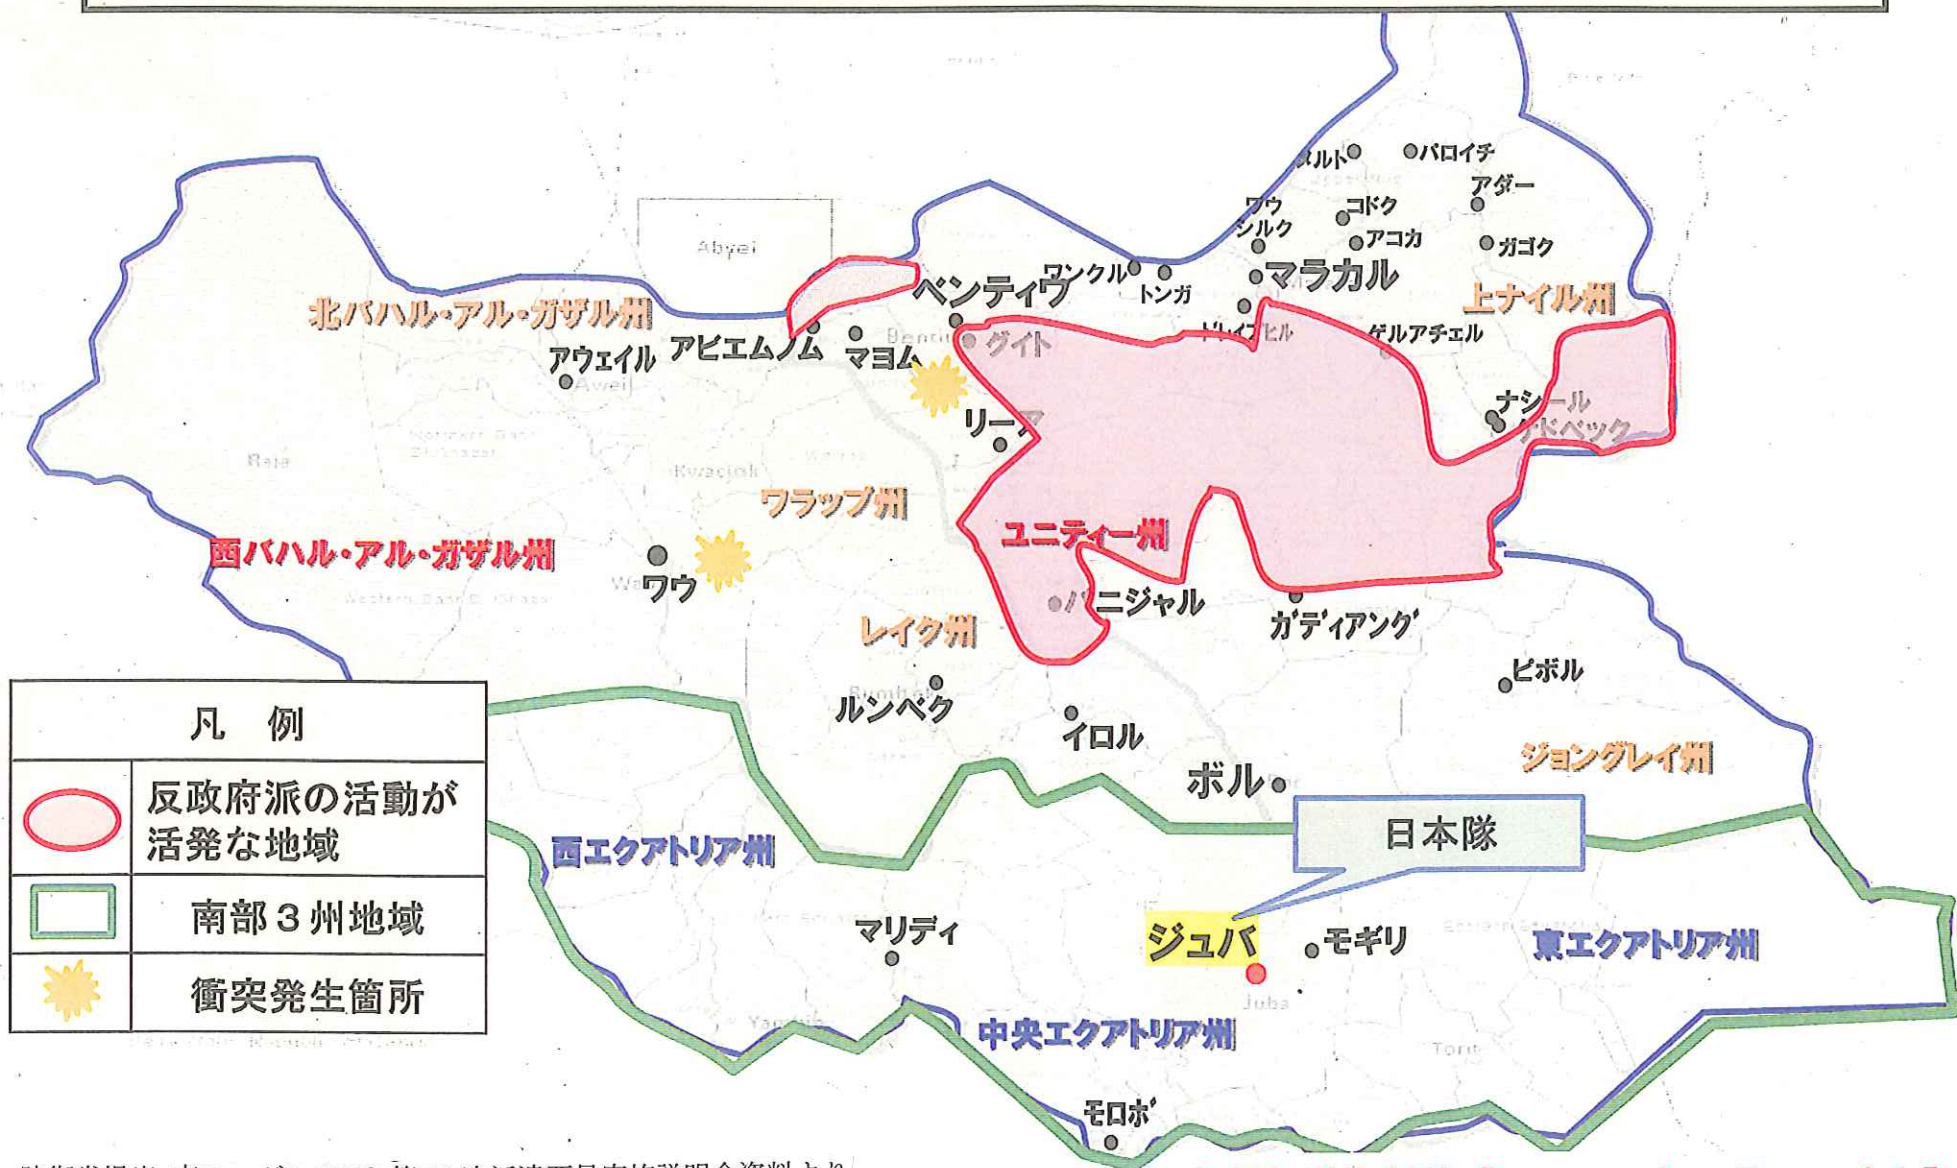 メルト
パロイチ
アダー
ワウ
シルク
コドク
アコカ
ガゴク
Abyei
ベンティウ
ワンクル
トンガ
マラカル
上ナイル州
北バハル・アル・ガザル州
アウェイル
アビエムノム
マヨム
グイト
ゲルアチェル
Aweil
リーア
ナシール
Raja
Kwacjok
ワラップ州
ユニティー州
西バハル・アル・ガザル州
ワウ
パニジャル
ガディアング
レイク州
ルンベク
イロル
ピボル
ジョングレイ州
ボル
凡 例
反政府派の活動が
活発な地域
南部3州地域
衝突発生箇所
日本隊
西エクアトリア州
マリディ
ジュバ
モギリ
東エクアトリア州
Juba
中央エクアトリア州
Torit
モロボ